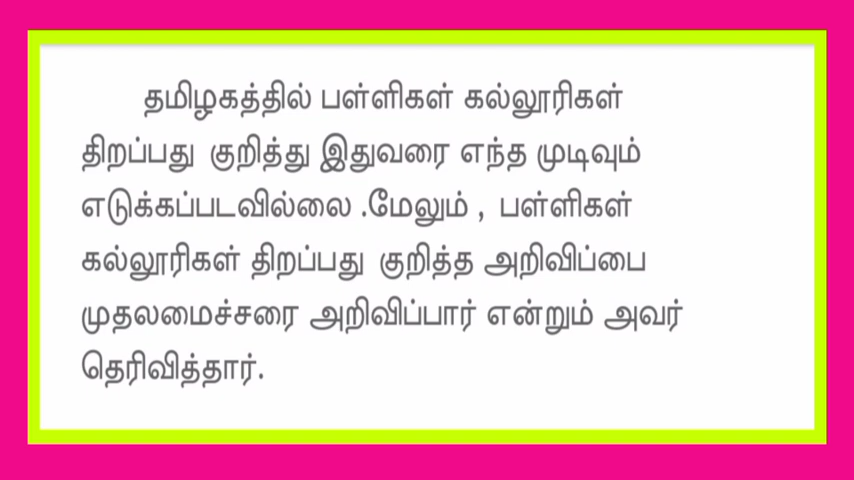 தமிழகத்தில் பள்ளிகள் கல்லூரிகள்
திறப்பது குறித்து இதுவரை எந்த முடிவும்
எடுக்கப்படவில்லை .மேலும் , பள்ளிகள்
கல்லூரிகள் திறப்பது குறித்த அறிவிப்பை
முதலமைச்சரை அறிவிப்பார் என்றும் அவர்
தெரிவித்தார்.